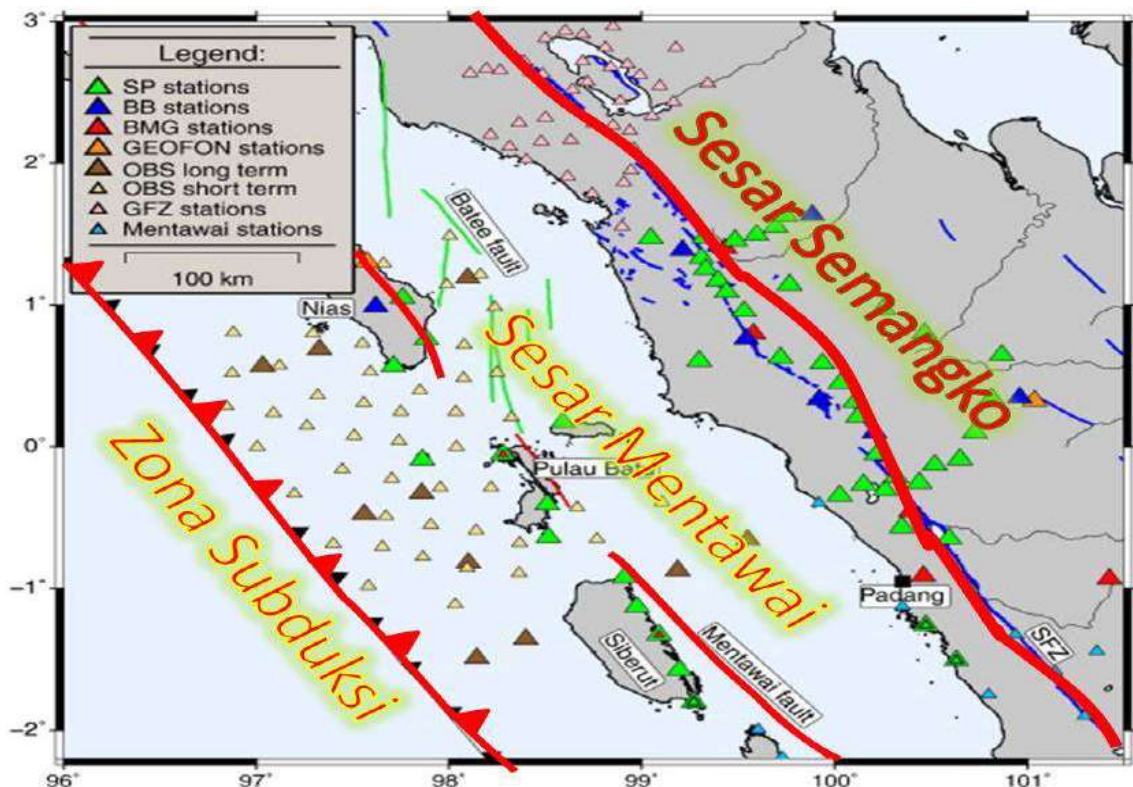 3°
2°
1°
0°
−1°
−2°
Legend:
SP stations
BB stations
BMG stations
GEOFON stations
OBS long term
OBS short term
GFZ stations
Mentawai stations
100 km
Batee fault
Nias
Sesar Semangko
Sesar Mentawai
Pulau Batu
Zona Subduksi
Padang
Siberut
Mentawai fault
SFZ
96°
97°
98°
99°
100°
101°